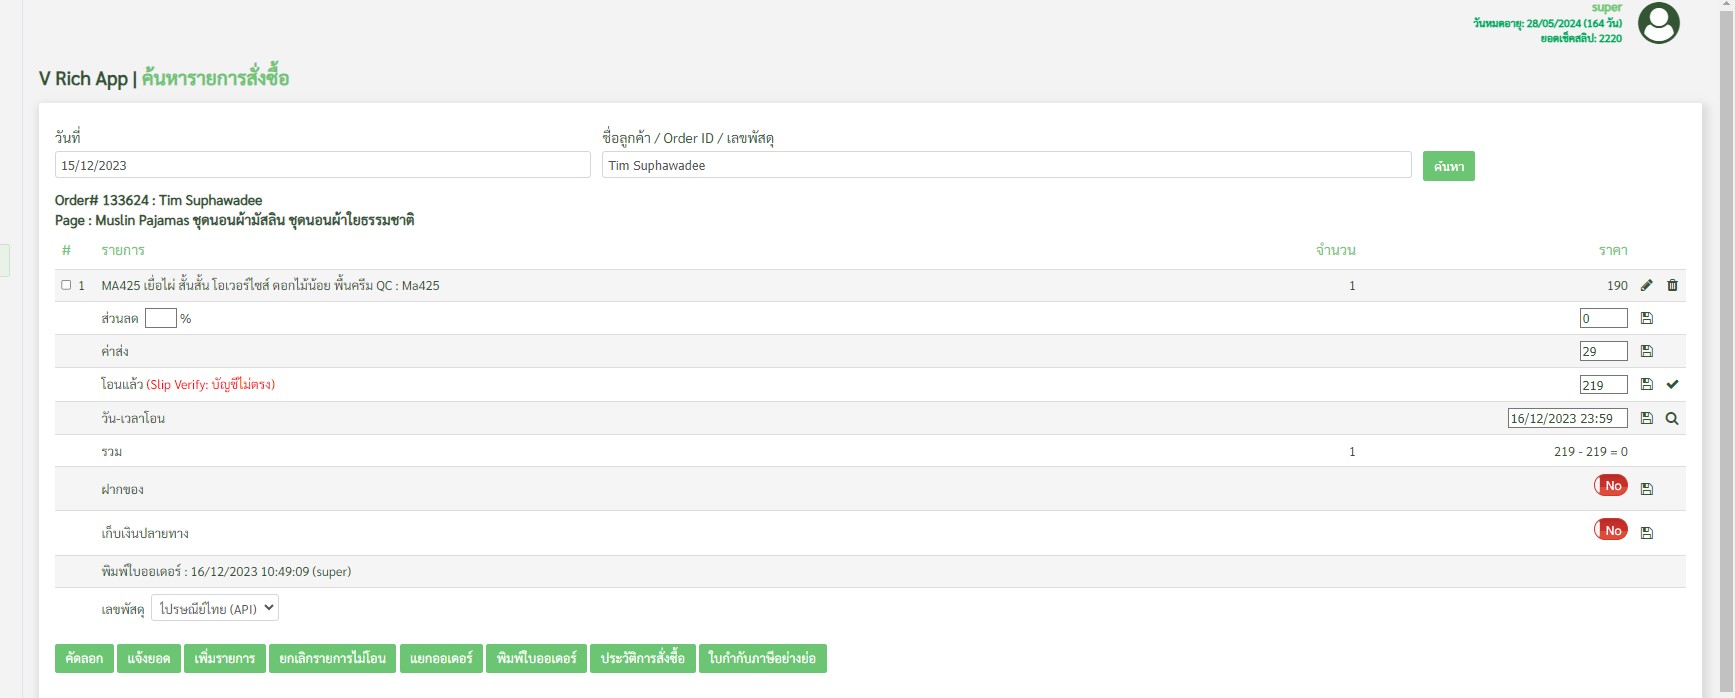 super
วันหมดอายุ: 28/05/2024 (164 วัน)
ยอดเช็คสลิป: 2220
V Rich App | ค้นหารายการสั่งซื้อ
วันที่ ชื่อลูกค้า / Order ID / เลขพัสดุ
15/12/2023 Tim Suphawadee ค้นหา
Order# 133624 : Tim Suphawadee
Page : Muslin Pajamas ชุดนอนผ้ามัสลิน ชุดนอนผ้าใยธรรมชาติ
# รายการ จำนวน ราคา
1 MA425 เยื่อไผ่ สั้นสั้น โอเวอร์ไซส์ ดอกไม้น้อย พื้นครีม QC : Ma425 1 190
ส่วนลด % 0
ค่าส่ง 29
โอนแล้ว (Slip Verify: บัญชีไม่ตรง) 219
วัน-เวลาโอน 16/12/2023 23:59
รวม 1 219 - 219 = 0
ฝากของ No
เก็บเงินปลายทาง No
พิมพ์ใบออเดอร์ : 16/12/2023 10:49:09 (super)
เลขพัสดุ ไปรษณีย์ไทย (API)
คัดลอก แจ้งยอด เพิ่มรายการ ยกเลิกรายการไม่โอน แยกออเดอร์ พิมพ์ใบออเดอร์ ประวัติการสั่งซื้อ ใบกำกับภาษีอย่างย่อ